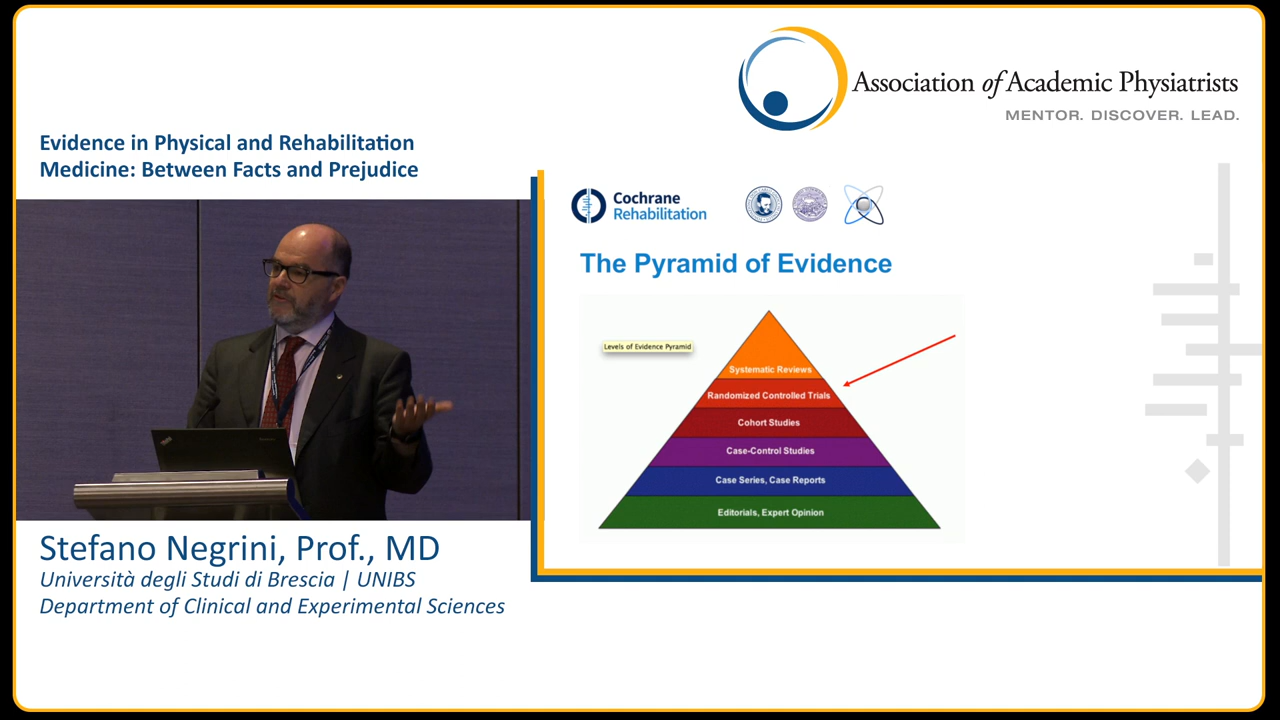 Association of Academic Physiatrists
MENTOR. DISCOVER. LEAD.
Evidence in Physical and Rehabilitation
Medicine: Between Facts and Prejudice
Cochrane
Rehabilitation
The Pyramid of Evidence
Levels of Evidence Pyramid
Systematic Reviews
Randomized Controlled Trials
Cohort Studies
Case-Control Studies
Case Series, Case Reports
Editorials, Expert Opinion
Stefano Negrini, Prof., MD
Università degli Studi di Brescia | UNIBS
Department of Clinical and Experimental Sciences